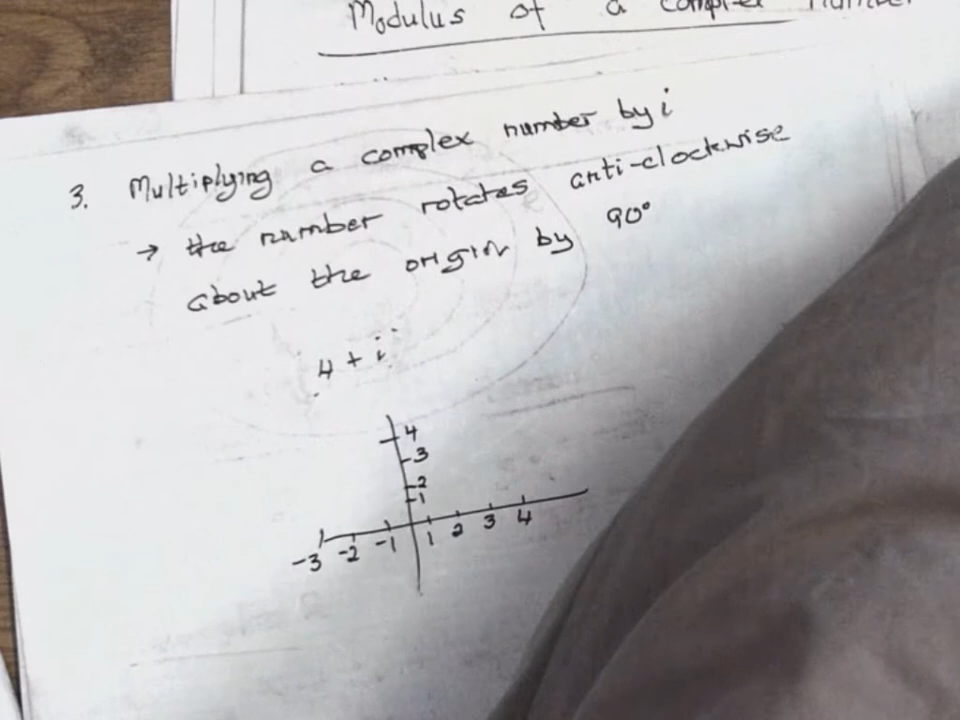 Modulus of a complex number
3. Multiplying a complex number by i
→ the number rotates anti-clockwise
about the origin by 90°
4 + i
4
3
2
1
-3 -2 -1 1 2 3 4